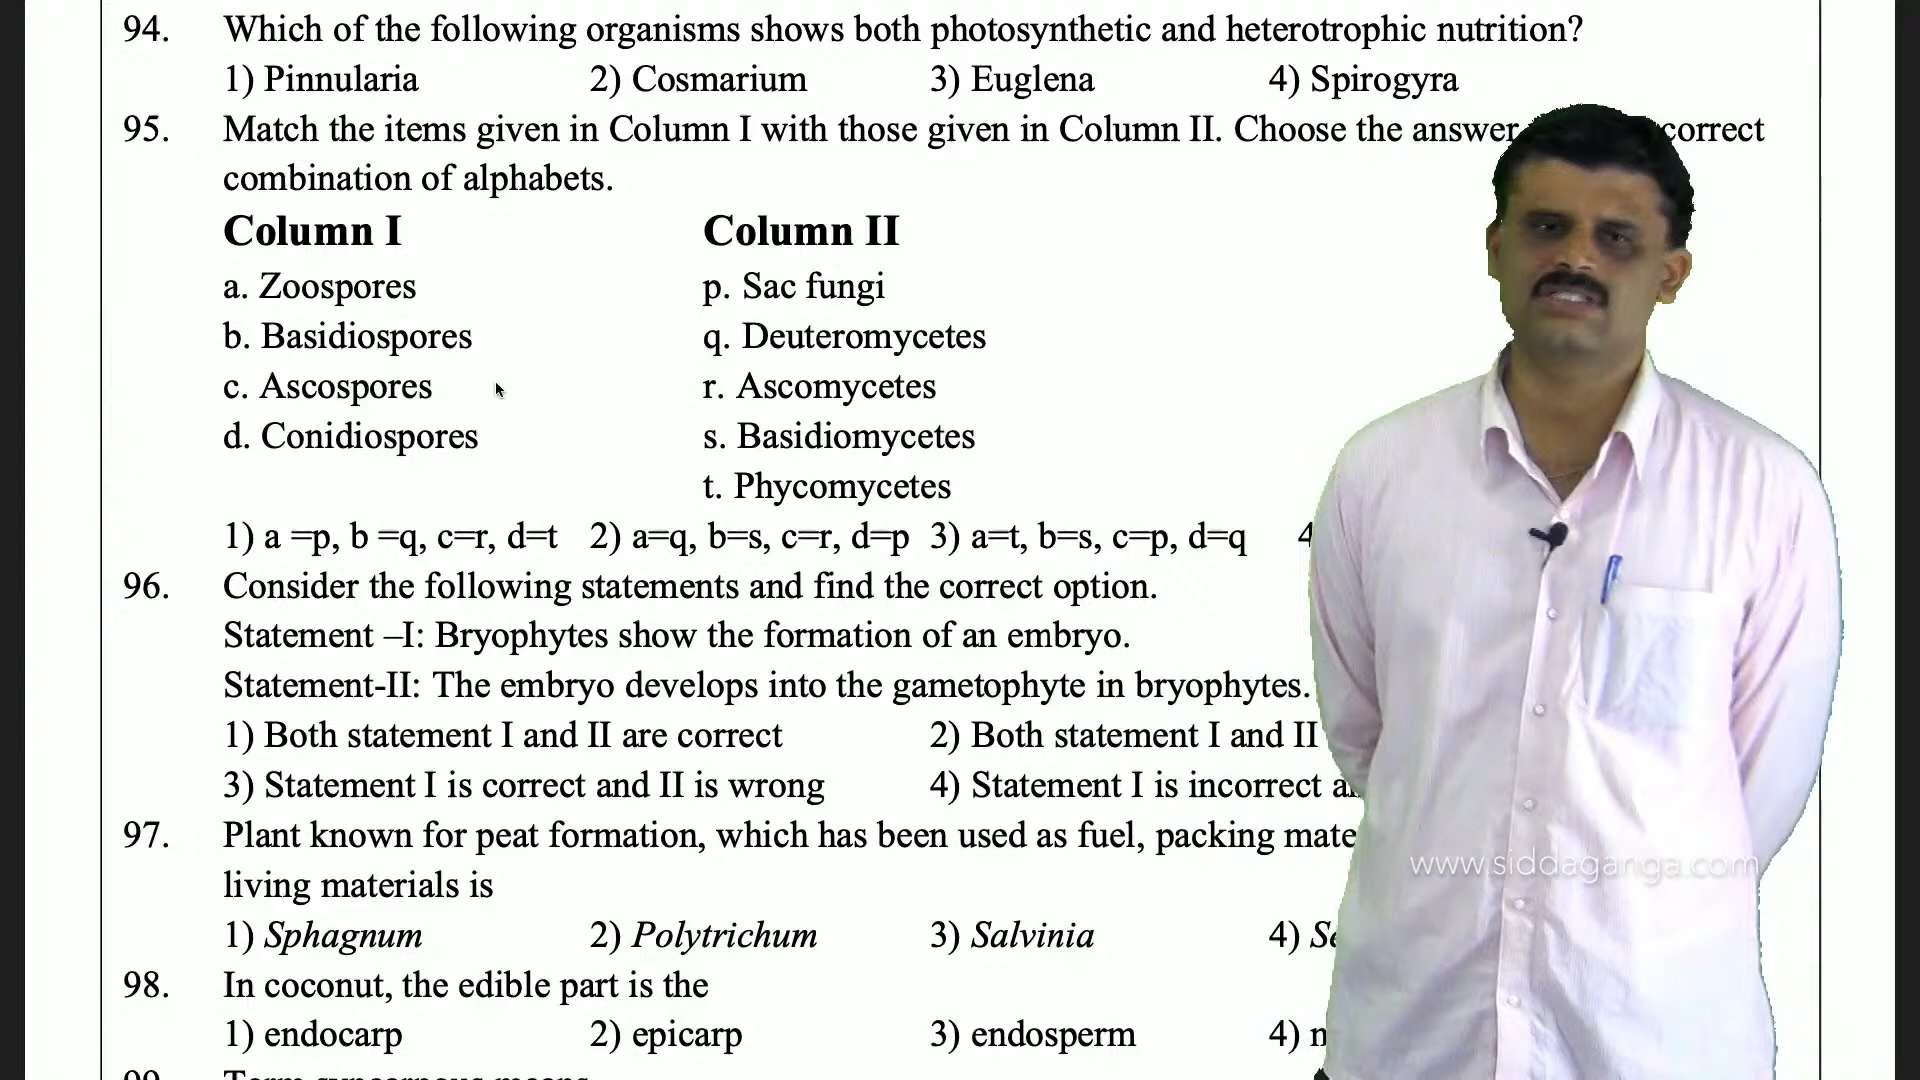 94. Which of the following organisms shows both photosynthetic and heterotrophic nutrition?
1) Pinnularia 2) Cosmarium 3) Euglena 4) Spirogyra
95. Match the items given in Column I with those given in Column II. Choose the answer correct
combination of alphabets.
Column I Column II
a. Zoospores p. Sac fungi
b. Basidiospores q. Deuteromycetes
c. Ascospores r. Ascomycetes
d. Conidiospores s. Basidiomycetes
t. Phycomycetes
1) a =p, b =q, c=r, d=t 2) a=q, b=s, c=r, d=p 3) a=t, b=s, c=p, d=q 4
96. Consider the following statements and find the correct option.
Statement –I: Bryophytes show the formation of an embryo.
Statement-II: The embryo develops into the gametophyte in bryophytes.
1) Both statement I and II are correct 2) Both statement I and II
3) Statement I is correct and II is wrong 4) Statement I is incorrect
97. Plant known for peat formation, which has been used as fuel, packing
living materials is
1) Sphagnum 2) Polytrichum 3) Salvinia 4)
98. In coconut, the edible part is the
1) endocarp 2) epicarp 3) endosperm 4)
www.siddaganga.com